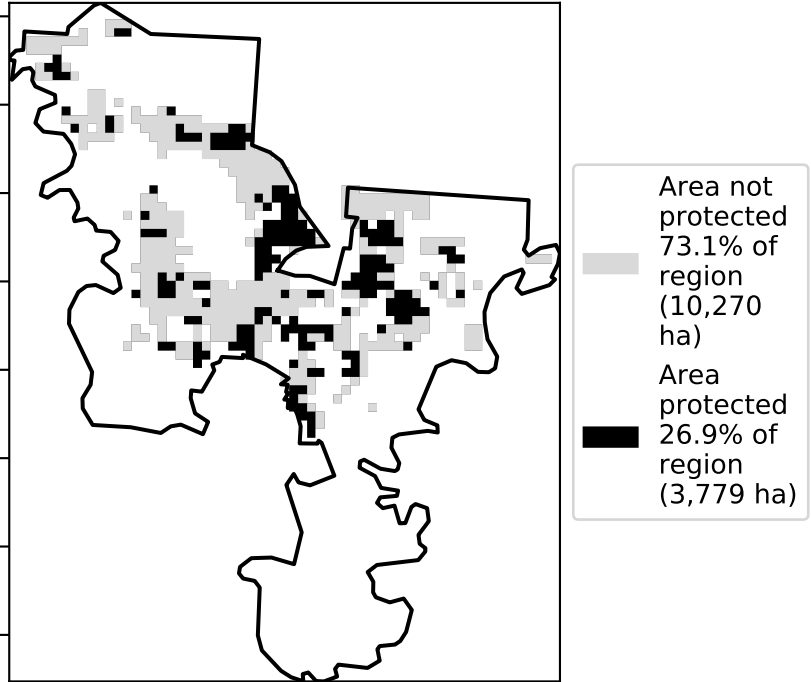 Area not
protected
73.1% of
region
(10,270
ha)
Area
protected
26.9% of
region
(3,779 ha)